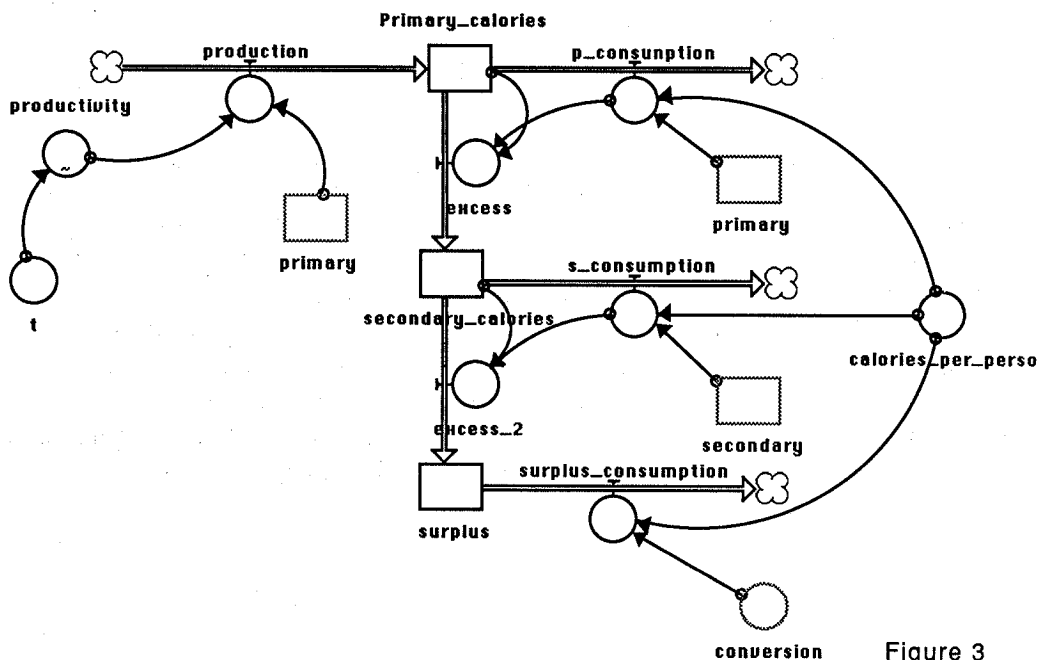 Primary_calories
production
p_consunption
productivity
~
excess
primary
primary
s_consumption
t
secondary_calories
calories_per_perso
excess_2
secondary
surplus_consumption
surplus
conversion
Figure 3